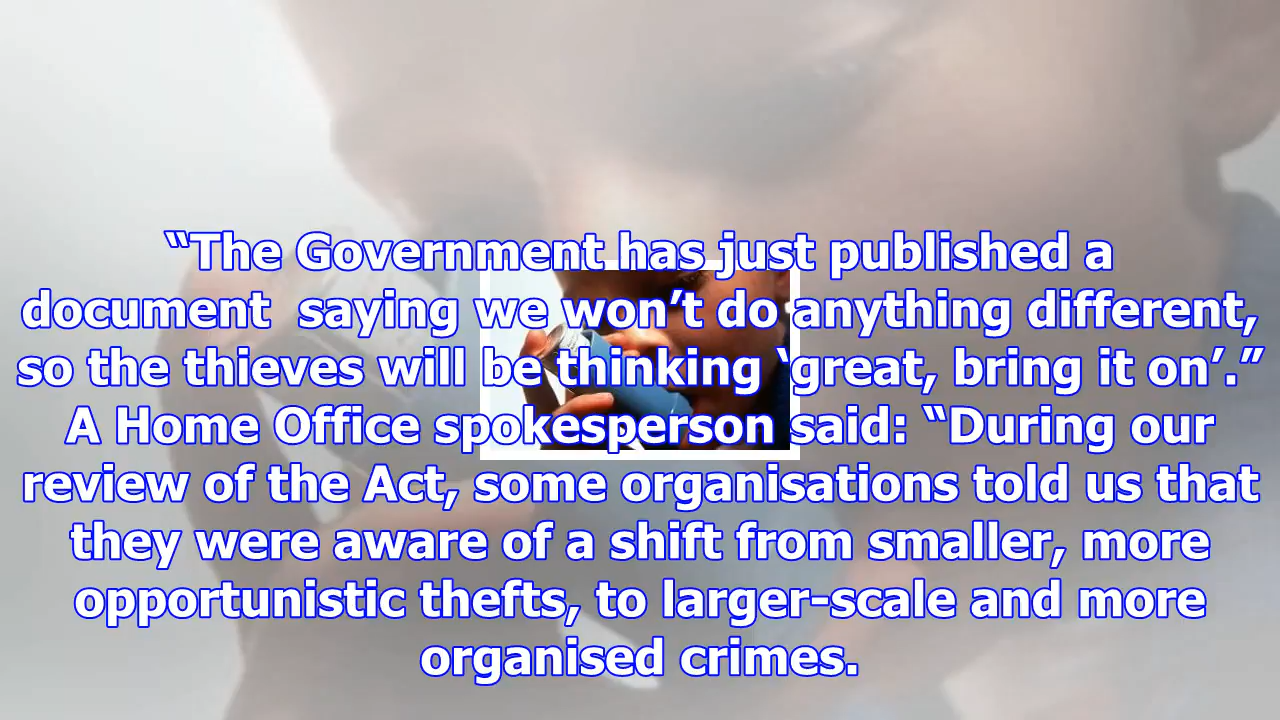 “The Government has just published a
document  saying we won’t do anything different,
so the thieves will be thinking ‘great, bring it on’.”
A Home Office spokesperson said: “During our
review of the Act, some organisations told us that
they were aware of a shift from smaller, more
opportunistic thefts, to larger-scale and more
organised crimes.